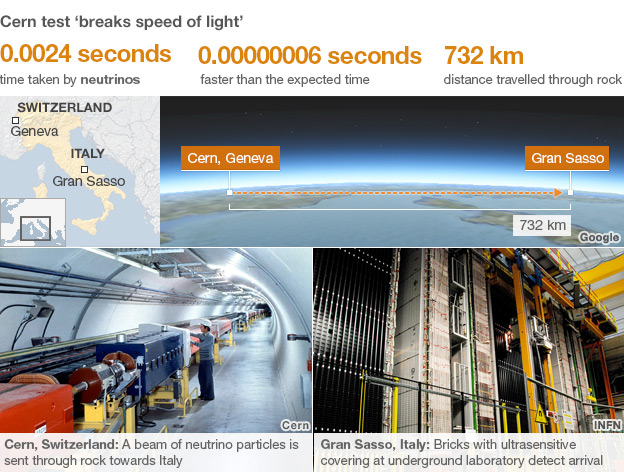 Cern test ‘breaks speed of light’
0.0024 seconds
time taken by neutrinos
0.00000006 seconds
faster than the expected time
732 km
distance travelled through rock
SWITZERLAND
Geneva
ITALY
Gran Sasso
Cern, Geneva
Gran Sasso
732 km
Google
Cern
INFN
Cern, Switzerland: A beam of neutrino particles is
sent through rock towards Italy
Gran Sasso, Italy: Bricks with ultrasensitive
covering at underground laboratory detect arrival